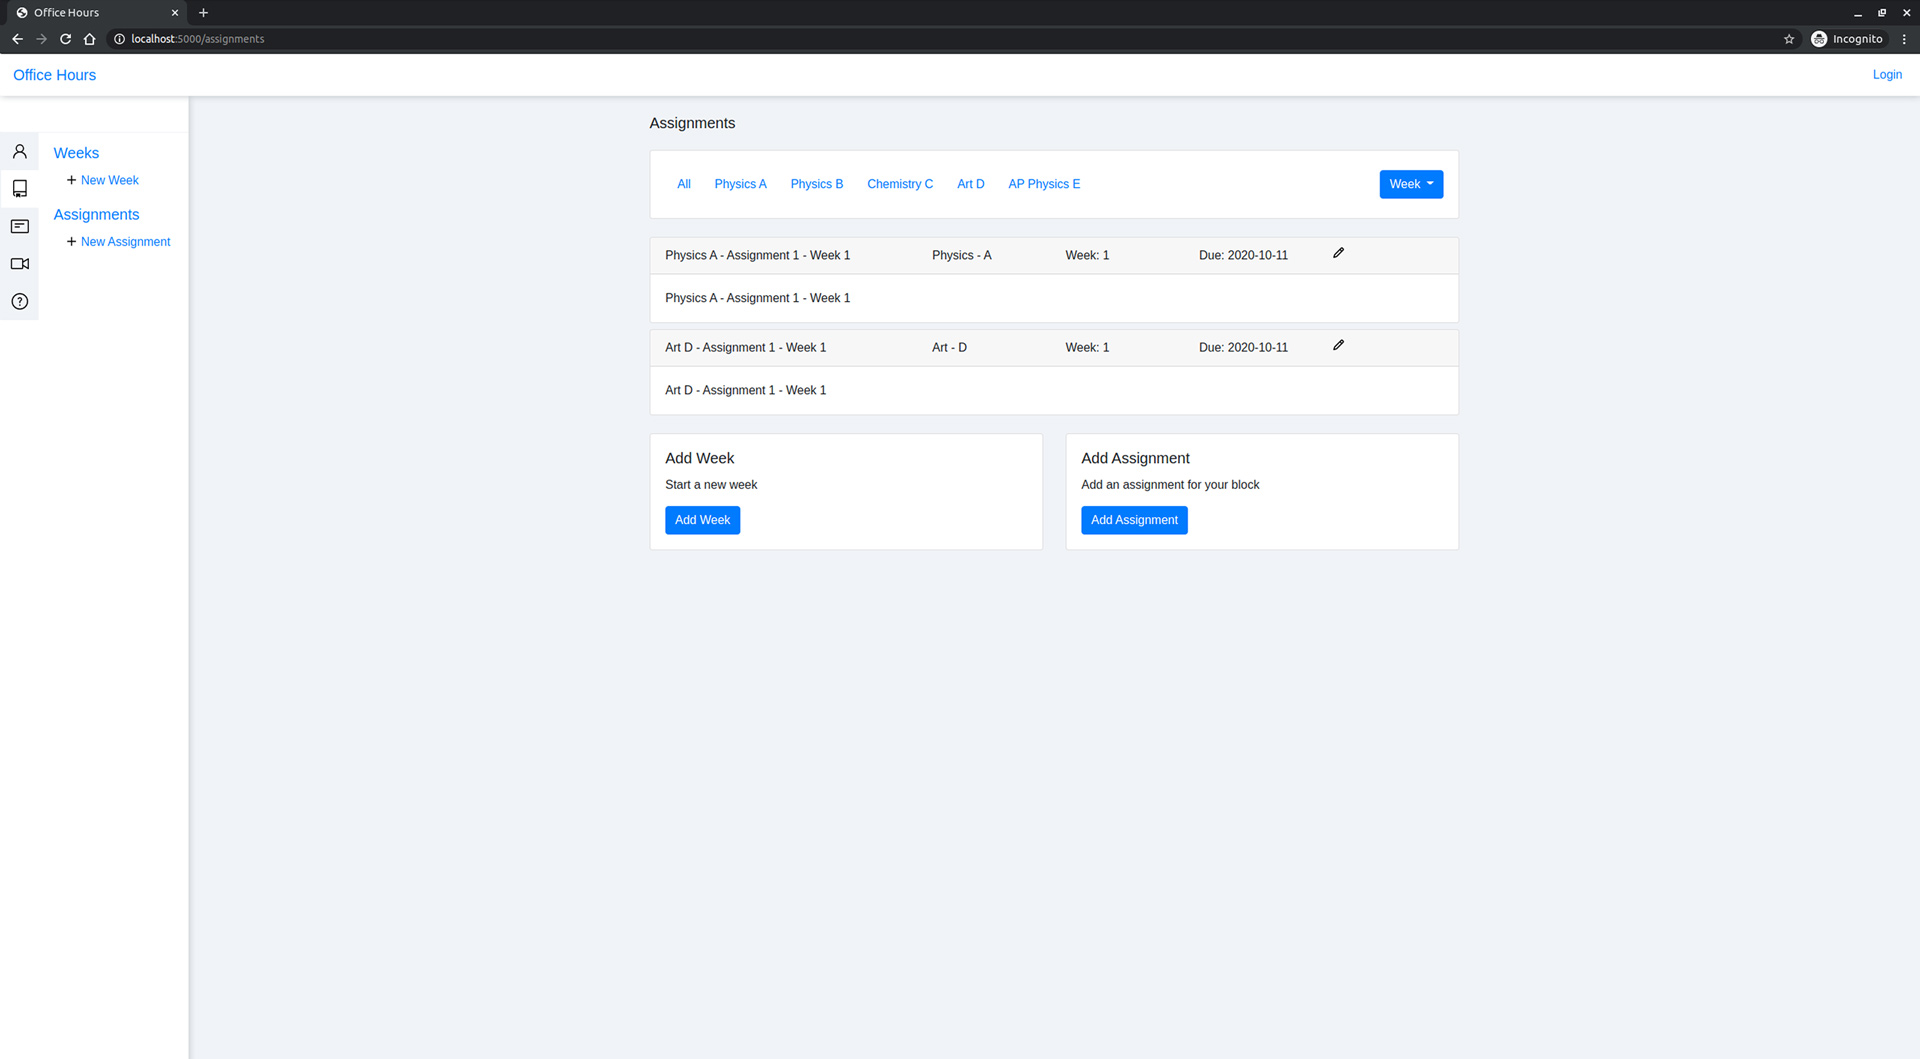 Office Hours
localhost:5000/assignments
Incognito
Office Hours
Login
Weeks
+ New Week
Assignments
+ New Assignment
Assignments
All Physics A Physics B Chemistry C Art D AP Physics E Week
Physics A - Assignment 1 - Week 1 Physics - A Week: 1 Due: 2020-10-11
Physics A - Assignment 1 - Week 1
Art D - Assignment 1 - Week 1 Art - D Week: 1 Due: 2020-10-11
Art D - Assignment 1 - Week 1
Add Week
Start a new week
Add Week
Add Assignment
Add an assignment for your block
Add Assignment